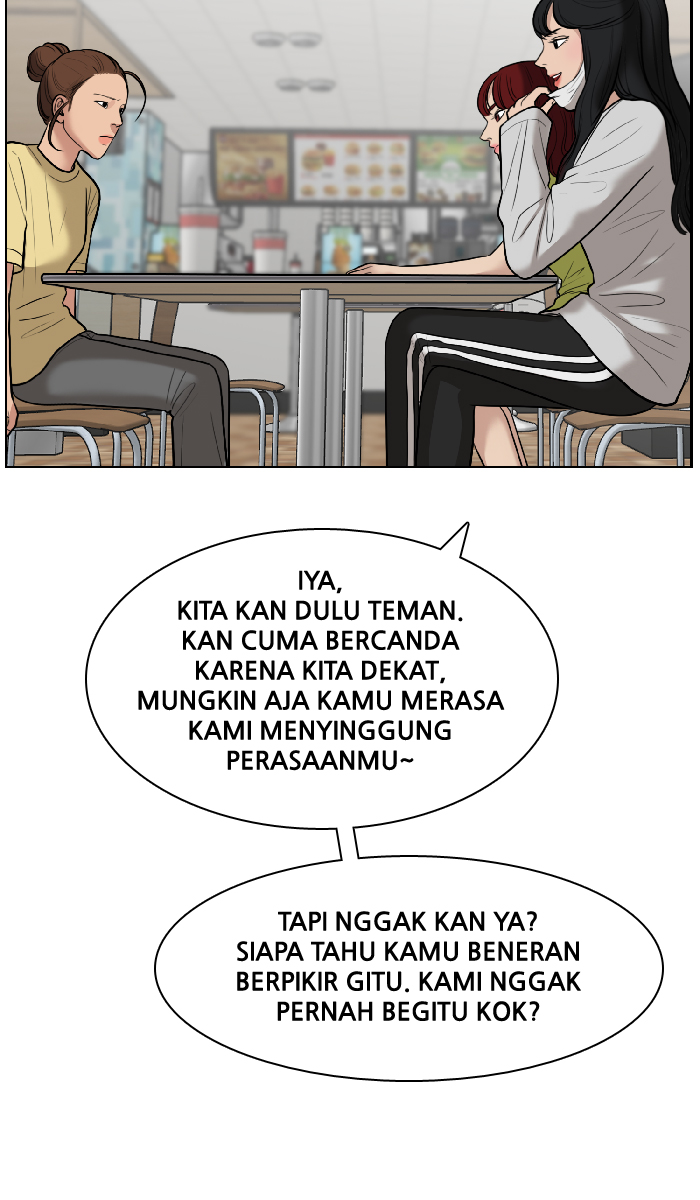 IYA,
KITA KAN DULU TEMAN.
KAN CUMA BERCANDA
KARENA KITA DEKAT,
MUNGKIN AJA KAMU MERASA
KAMI MENYINGGUNG
PERASAANMU~
TAPI NGGAK KAN YA?
SIAPA TAHU KAMU BENERAN
BERPIKIR GITU. KAMI NGGAK
PERNAH BEGITU KOK?